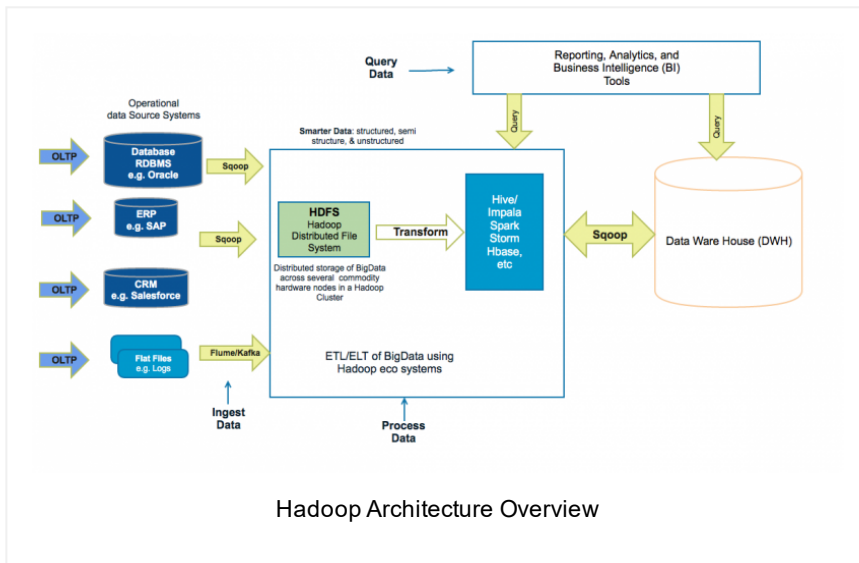 Query
Data
Reporting, Analytics, and
Business Intelligence (BI)
Tools
Operational
data Source Systems
Query
Query
Smarter Data: structured, semi
structure, & unstructured
OLTP
Database
RDBMS
e.g. Oracle
Sqoop
OLTP
ERP
e.g. SAP
Sqoop
HDFS
Hadoop
Distributed File
System
Transform
Hive/
Impala
Spark
Storm
Hbase,
etc
Sqoop
Data Ware House (DWH)
Distributed storage of BigData
across several commodity
hardware nodes in a Hadoop
Cluster
OLTP
CRM
e.g. Salesforce
OLTP
Flat Files
e.g. Logs
Flume/Kafka
ETL/ELT of BigData using
Hadoop eco systems
Ingest
Data
Process
Data
Hadoop Architecture Overview